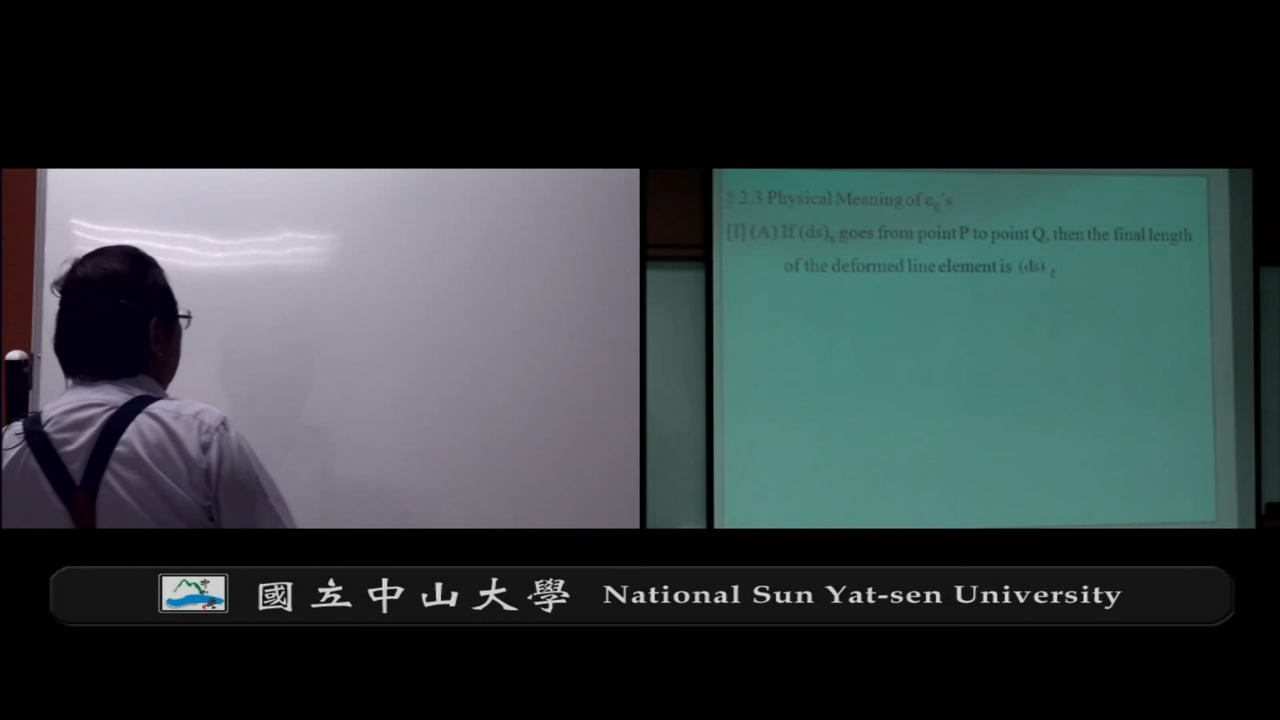 § 2.3 Physical Meaning of εᵢⱼ's
[I] (A) If (ds)ₒ goes from point P to point Q, then the final length
of the deformed line element is (ds) f
國立中山大學 National Sun Yat-sen University